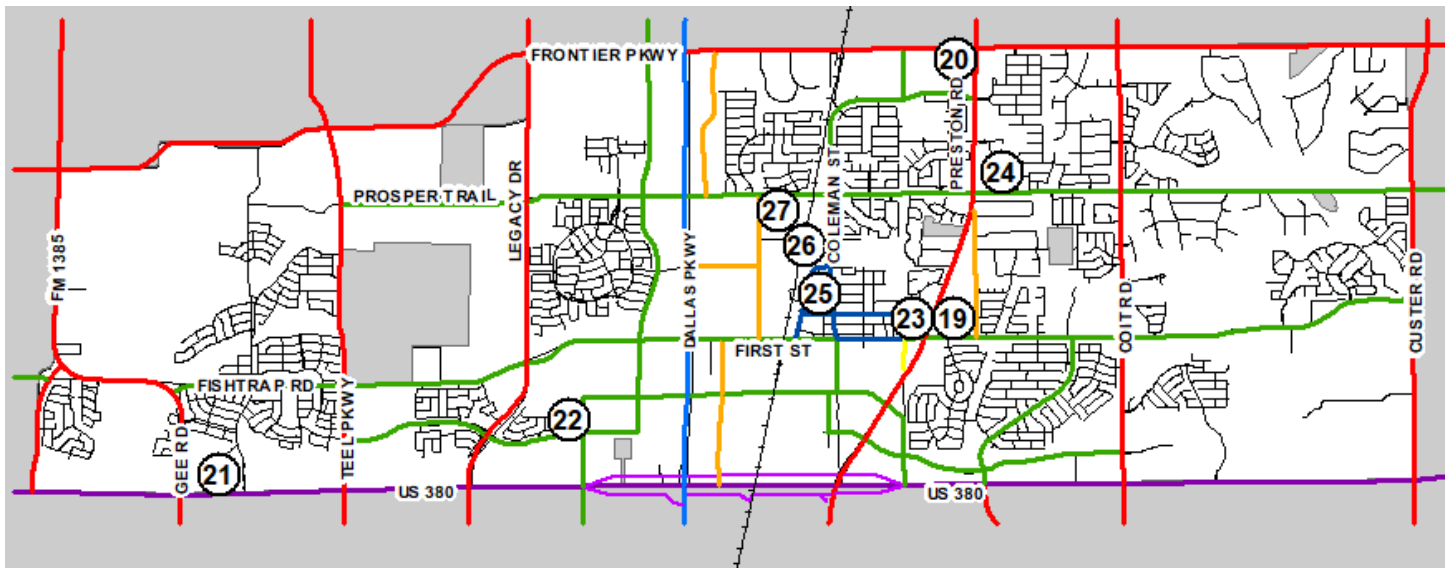 FRONTIER PKWY
20
PRESTON RD
24
COLEMAN ST
PROSPER TRAIL
LEGACY DR
27
26
FM 1385
DALLAS PKWY
25
23
19
COIT RD
CUSTER RD
FIRST ST
FISHTRAP RD
TEEL PKWY
22
GEE RD
21
US 380
US 380